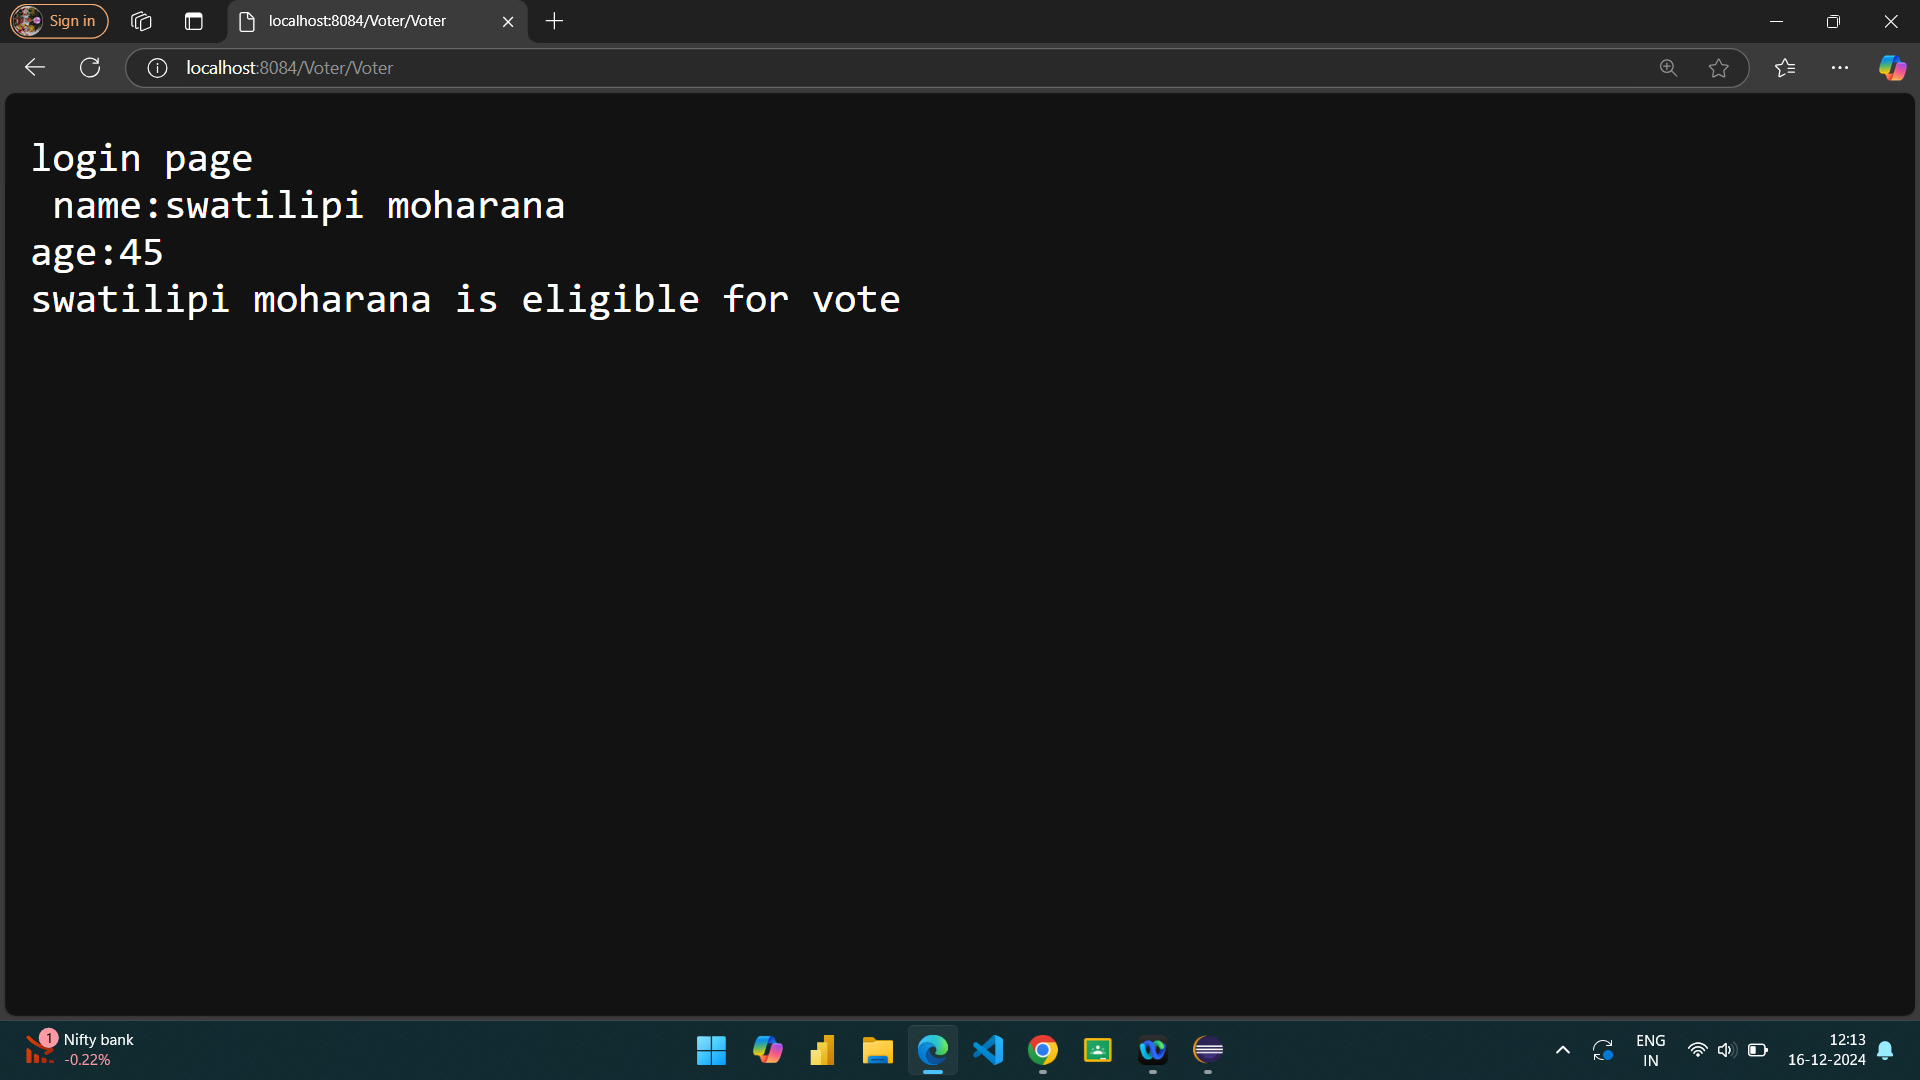 Sign in
localhost:8084/Voter/Voter
localhost:8084/Voter/Voter
login page
name:swatilipi moharana
age:45
swatilipi moharana is eligible for vote
1
Nifty bank
-0.22%
ENG
IN
12:13
16-12-2024